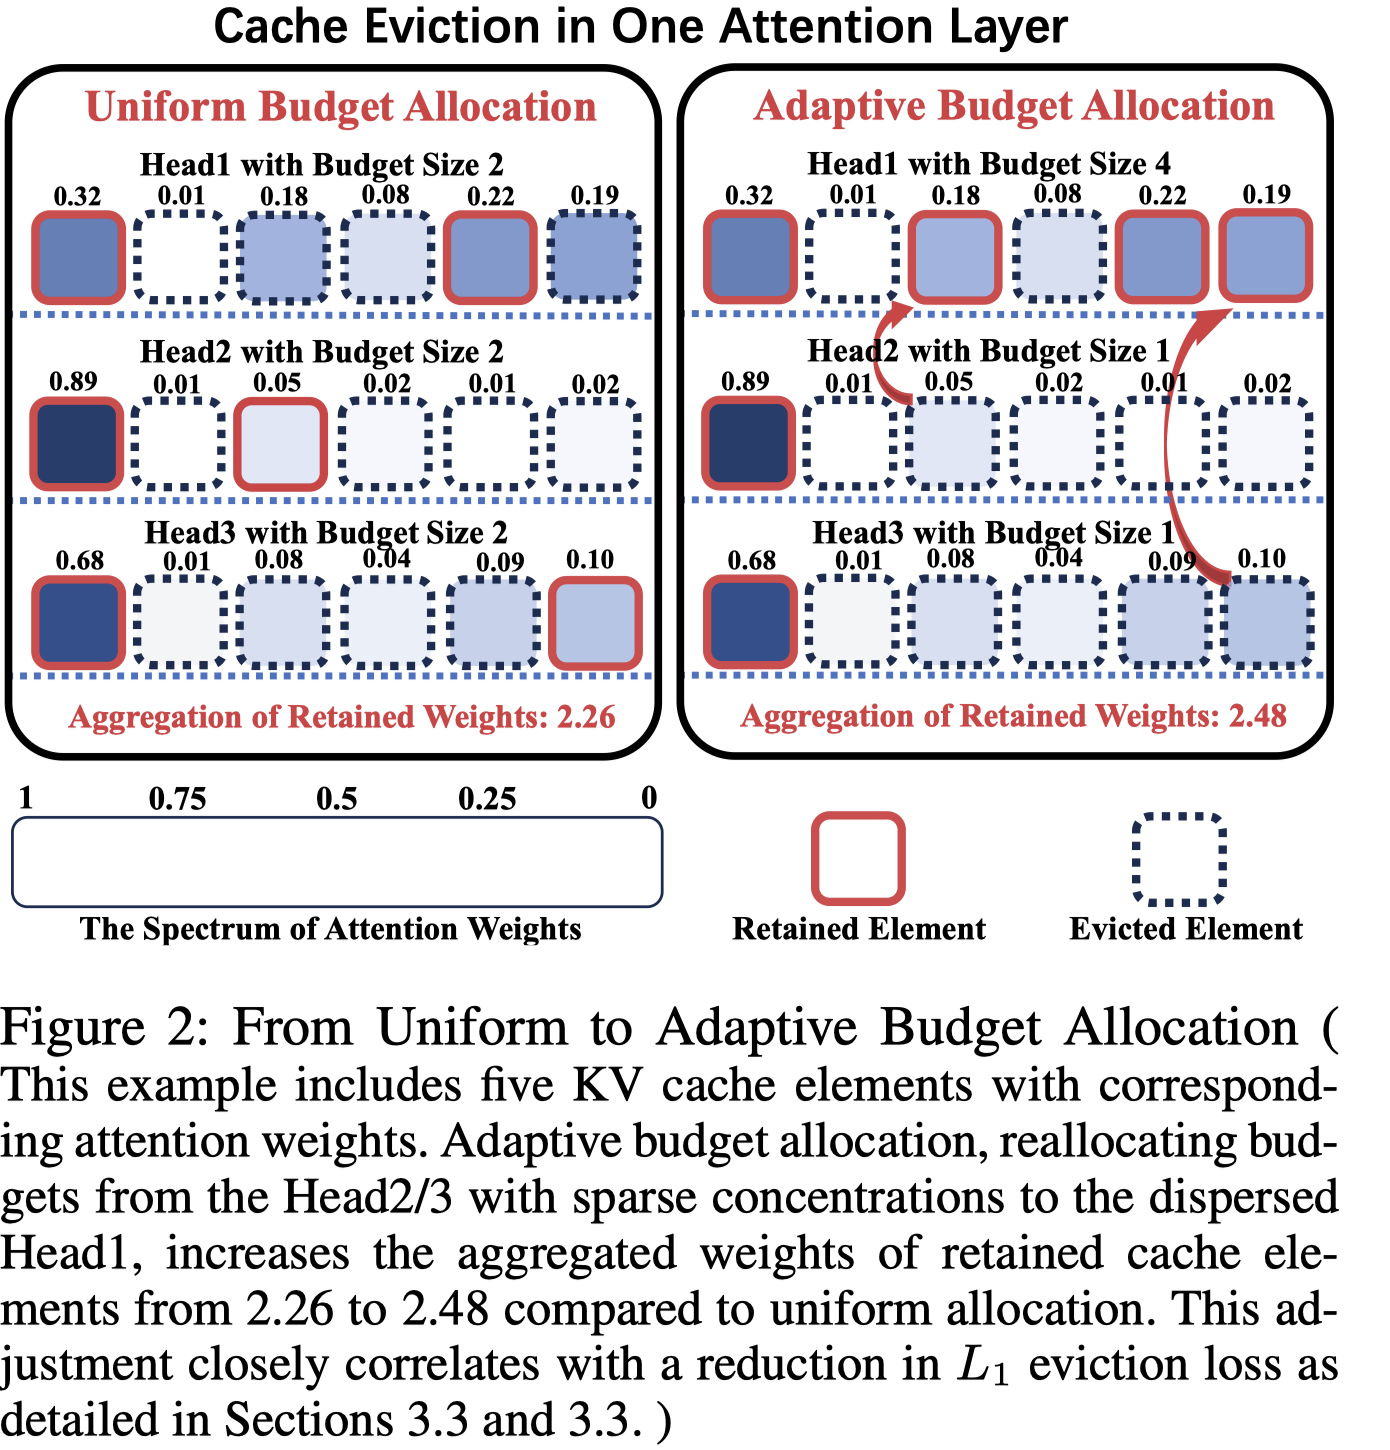 Cache Eviction in One Attention Layer
Uniform Budget Allocation
Head1 with Budget Size 2
0.32 0.01 0.18 0.08 0.22 0.19
Head2 with Budget Size 2
0.89 0.01 0.05 0.02 0.01 0.02
Head3 with Budget Size 2
0.68 0.01 0.08 0.04 0.09 0.10
Aggregation of Retained Weights: 2.26
Adaptive Budget Allocation
Head1 with Budget Size 4
0.32 0.01 0.18 0.08 0.22 0.19
Head2 with Budget Size 1
0.89 0.01 0.05 0.02 0.01 0.02
Head3 with Budget Size 1
0.68 0.01 0.08 0.04 0.09 0.10
Aggregation of Retained Weights: 2.48
1 0.75 0.5 0.25 0
The Spectrum of Attention Weights
Retained Element
Evicted Element
Figure 2: From Uniform to Adaptive Budget Allocation (
This example includes five KV cache elements with correspond-
ing attention weights. Adaptive budget allocation, reallocating bud-
gets from the Head2/3 with sparse concentrations to the dispersed
Head1, increases the aggregated weights of retained cache ele-
ments from 2.26 to 2.48 compared to uniform allocation. This ad-
justment closely correlates with a reduction in L₁ eviction loss as
detailed in Sections 3.3 and 3.3. )